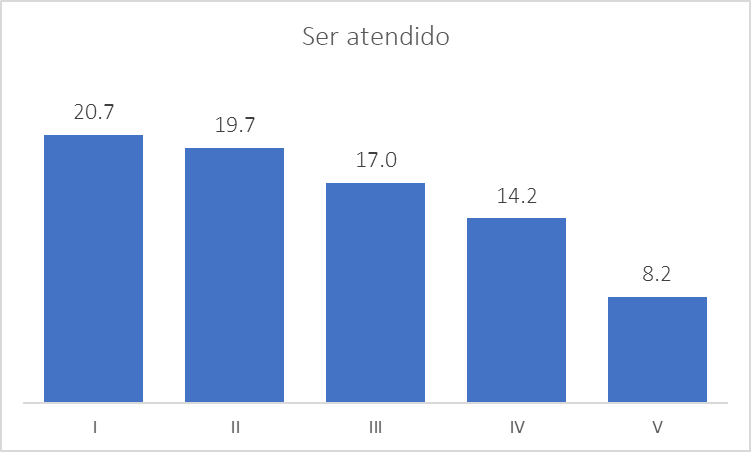 Ser atendido
20.7
19.7
17.0
14.2
8.2
I
II
III
IV
V